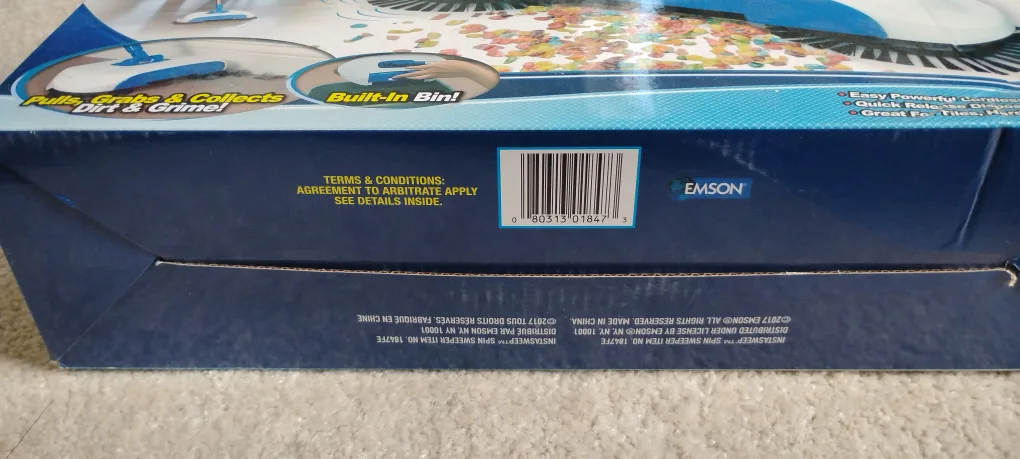 Pulls, Grabs & Collects
Dirt & Grime!
Built-In Bin!
• Easy Powerful Cordless
• Quick Release
• Great Tiles,
TERMS & CONDITIONS:
AGREEMENT TO ARBITRATE APPLY
SEE DETAILS INSIDE.
0 80313 01847 3
EMSON®
INSTASWEEP™ SPIN SWEEPER ITEM NO. 1847FE
DISTRIBUTED UNDER LICENSE BY EMSON® NY, NY. 10001
©2017 EMSON® ALL RIGHTS RESERVED. MADE IN CHINA.
INSTASWEEP™ SPIN SWEEPER ITEM NO. 1847FE
DISTRIBUÉ PAR EMSON NY, NY. 10001
©2017 TOUS DROITS RÉSERVÉS. FABRIQUÉ EN CHINE